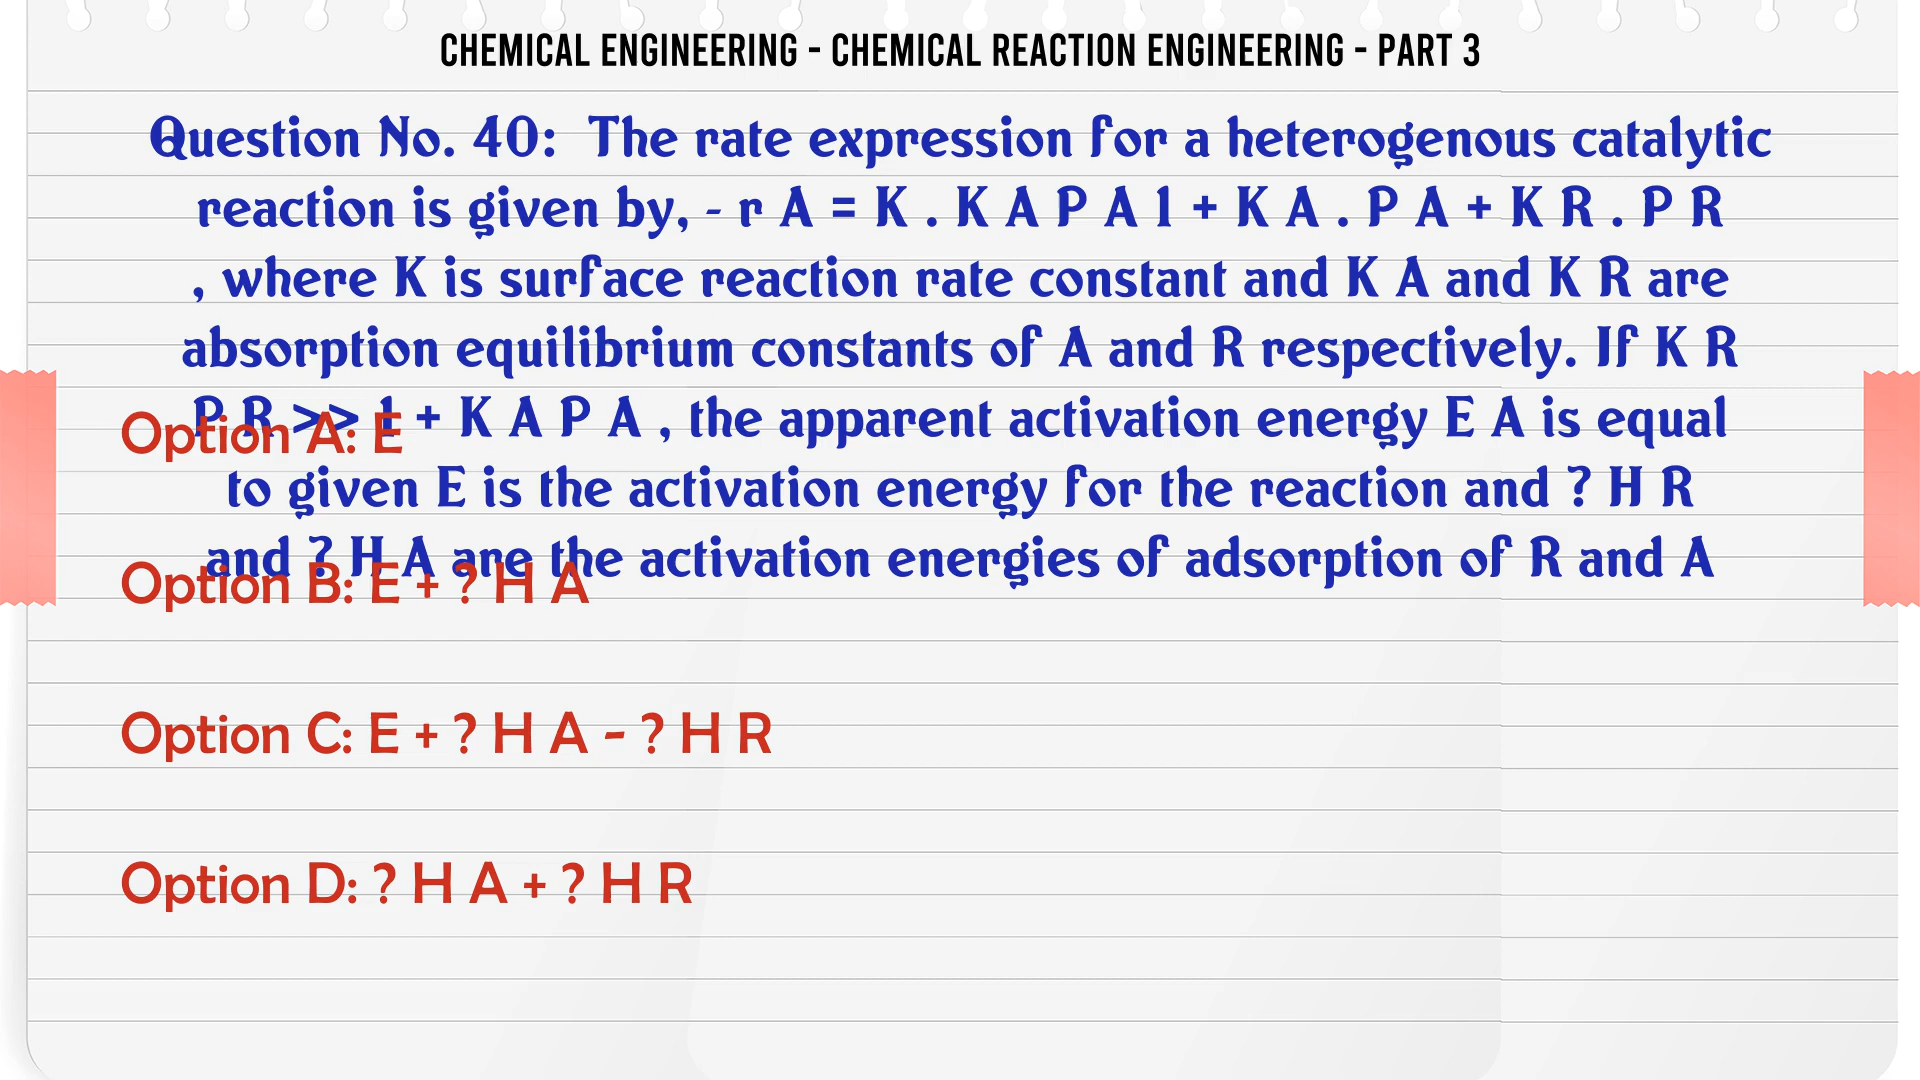 CHEMICAL ENGINEERING - CHEMICAL REACTION ENGINEERING - PART 3
Question No. 40: The rate expression for a heterogenous catalytic
reaction is given by, - r A = K . K A P A 1 + K A . P A + K R . P R
, where K is surface reaction rate constant and K A and K R are
absorption equilibrium constants of A and R respectively. If K R
P R >> 1 + K A P A , the apparent activation energy E A is equal
Option A: E
to given E is the activation energy for the reaction and ? H R
and ? H A are the activation energies of adsorption of R and A
Option B: E + ? H A
Option C: E + ? H A - ? H R
Option D: ? H A + ? H R